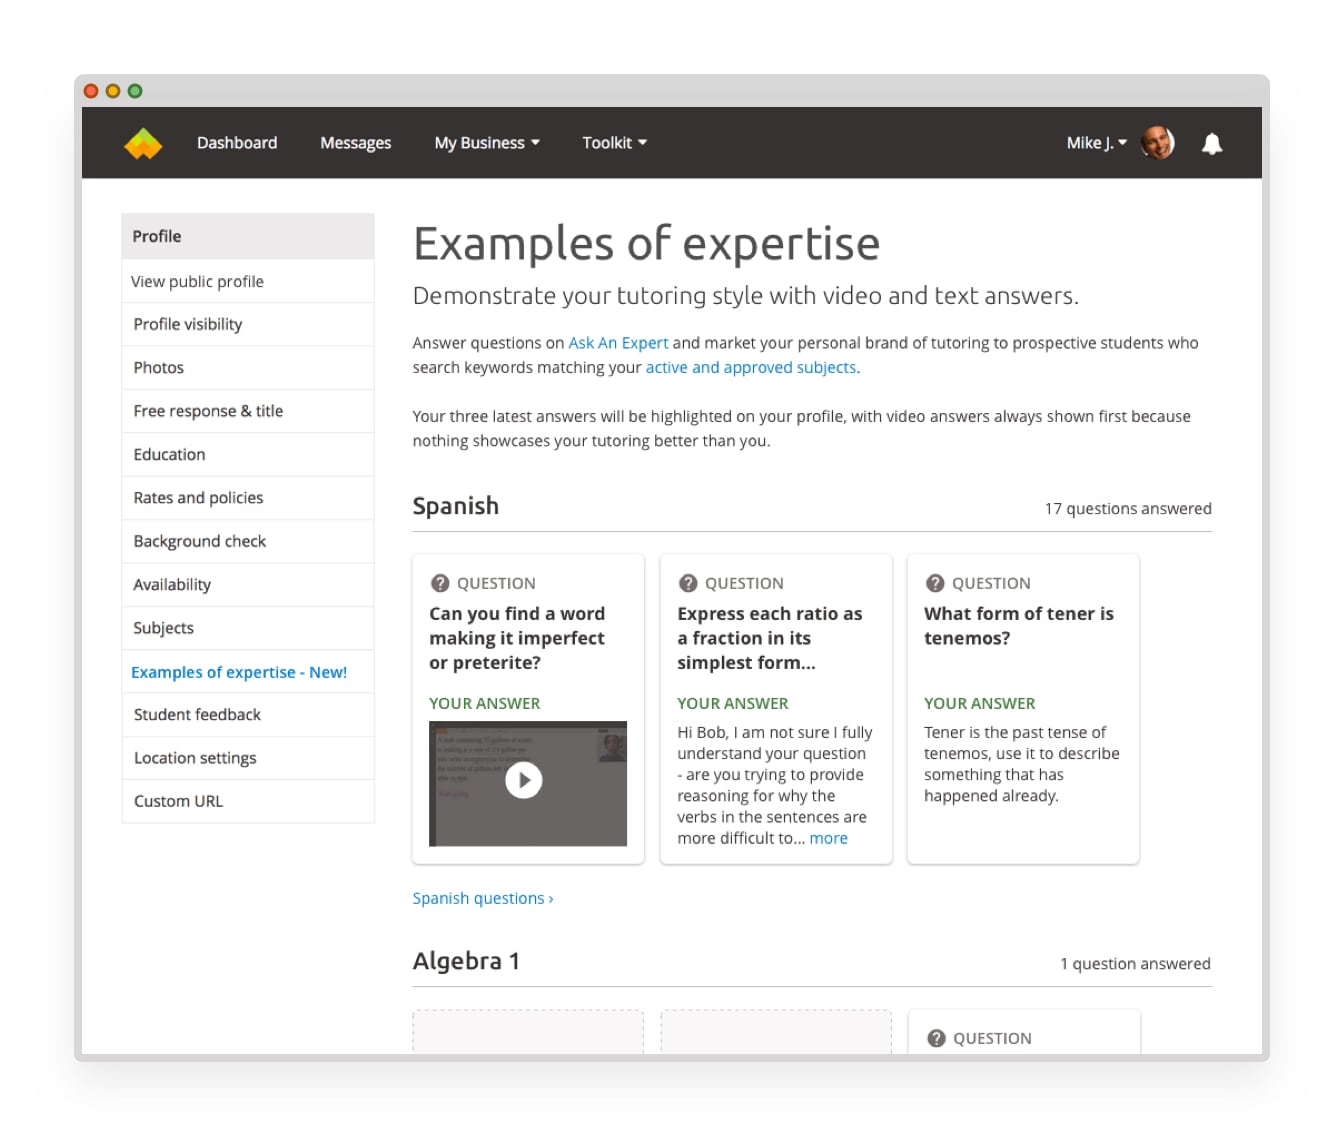 Dashboard
Messages
My Business
Toolkit
Mike J.
Profile
View public profile
Profile visibility
Photos
Free response & title
Education
Rates and policies
Background check
Availability
Subjects
Examples of expertise - New!
Student feedback
Location settings
Custom URL
Examples of expertise
Demonstrate your tutoring style with video and text answers.
Answer questions on Ask An Expert and market your personal brand of tutoring to prospective students who
search keywords matching your active and approved subjects.
Your three latest answers will be highlighted on your profile, with video answers always shown first because
nothing showcases your tutoring better than you.
Spanish
17 questions answered
QUESTION
Can you find a word
making it imperfect
or preterite?
YOUR ANSWER
QUESTION
Express each ratio as
a fraction in its
simplest form...
YOUR ANSWER
Hi Bob, I am not sure I fully
understand your question
- are you trying to provide
reasoning for why the
verbs in the sentences are
more difficult to... more
QUESTION
What form of tener is
tenemos?
YOUR ANSWER
Tener is the past tense of
tenemos, use it to describe
something that has
happened already.
Spanish questions ›
Algebra 1
1 question answered
QUESTION